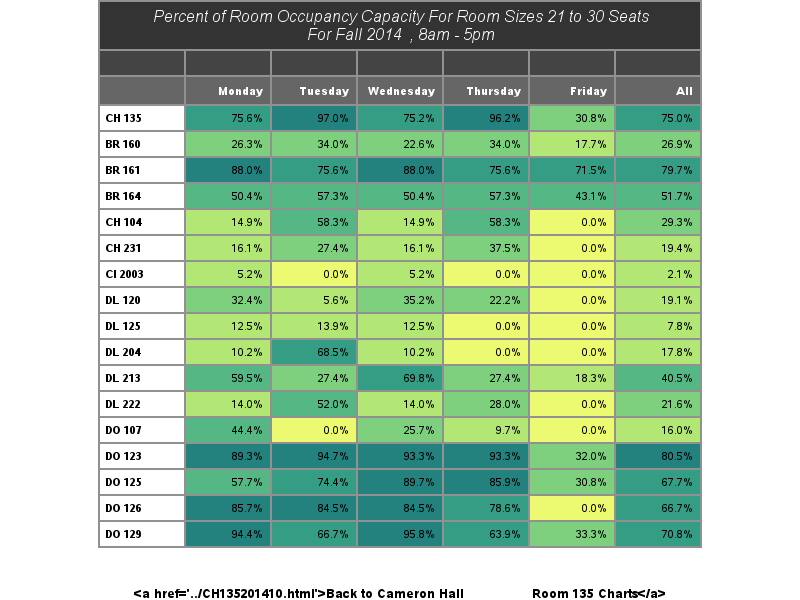 Percent of Room Occupancy Capacity For Room Sizes 21 to 30 Seats
For Fall 2014 , 8am - 5pm
Monday Tuesday Wednesday Thursday Friday All
CH 135 75.6% 97.0% 75.2% 96.2% 30.8% 75.0%
BR 160 26.3% 34.0% 22.6% 34.0% 17.7% 26.9%
BR 161 88.0% 75.6% 88.0% 75.6% 71.5% 79.7%
BR 164 50.4% 57.3% 50.4% 57.3% 43.1% 51.7%
CH 104 14.9% 58.3% 14.9% 58.3% 0.0% 29.3%
CH 231 16.1% 27.4% 16.1% 37.5% 0.0% 19.4%
CI 2003 5.2% 0.0% 5.2% 0.0% 0.0% 2.1%
DL 120 32.4% 5.6% 35.2% 22.2% 0.0% 19.1%
DL 125 12.5% 13.9% 12.5% 0.0% 0.0% 7.8%
DL 204 10.2% 68.5% 10.2% 0.0% 0.0% 17.8%
DL 213 59.5% 27.4% 69.8% 27.4% 18.3% 40.5%
DL 222 14.0% 52.0% 14.0% 28.0% 0.0% 21.6%
DO 107 44.4% 0.0% 25.7% 9.7% 0.0% 16.0%
DO 123 89.3% 94.7% 93.3% 93.3% 32.0% 80.5%
DO 125 57.7% 74.4% 89.7% 85.9% 30.8% 67.7%
DO 126 85.7% 84.5% 84.5% 78.6% 0.0% 66.7%
DO 129 94.4% 66.7% 95.8% 63.9% 33.3% 70.8%
<a href='../CH135201410.html'>Back to Cameron Hall Room 135 Charts</a>